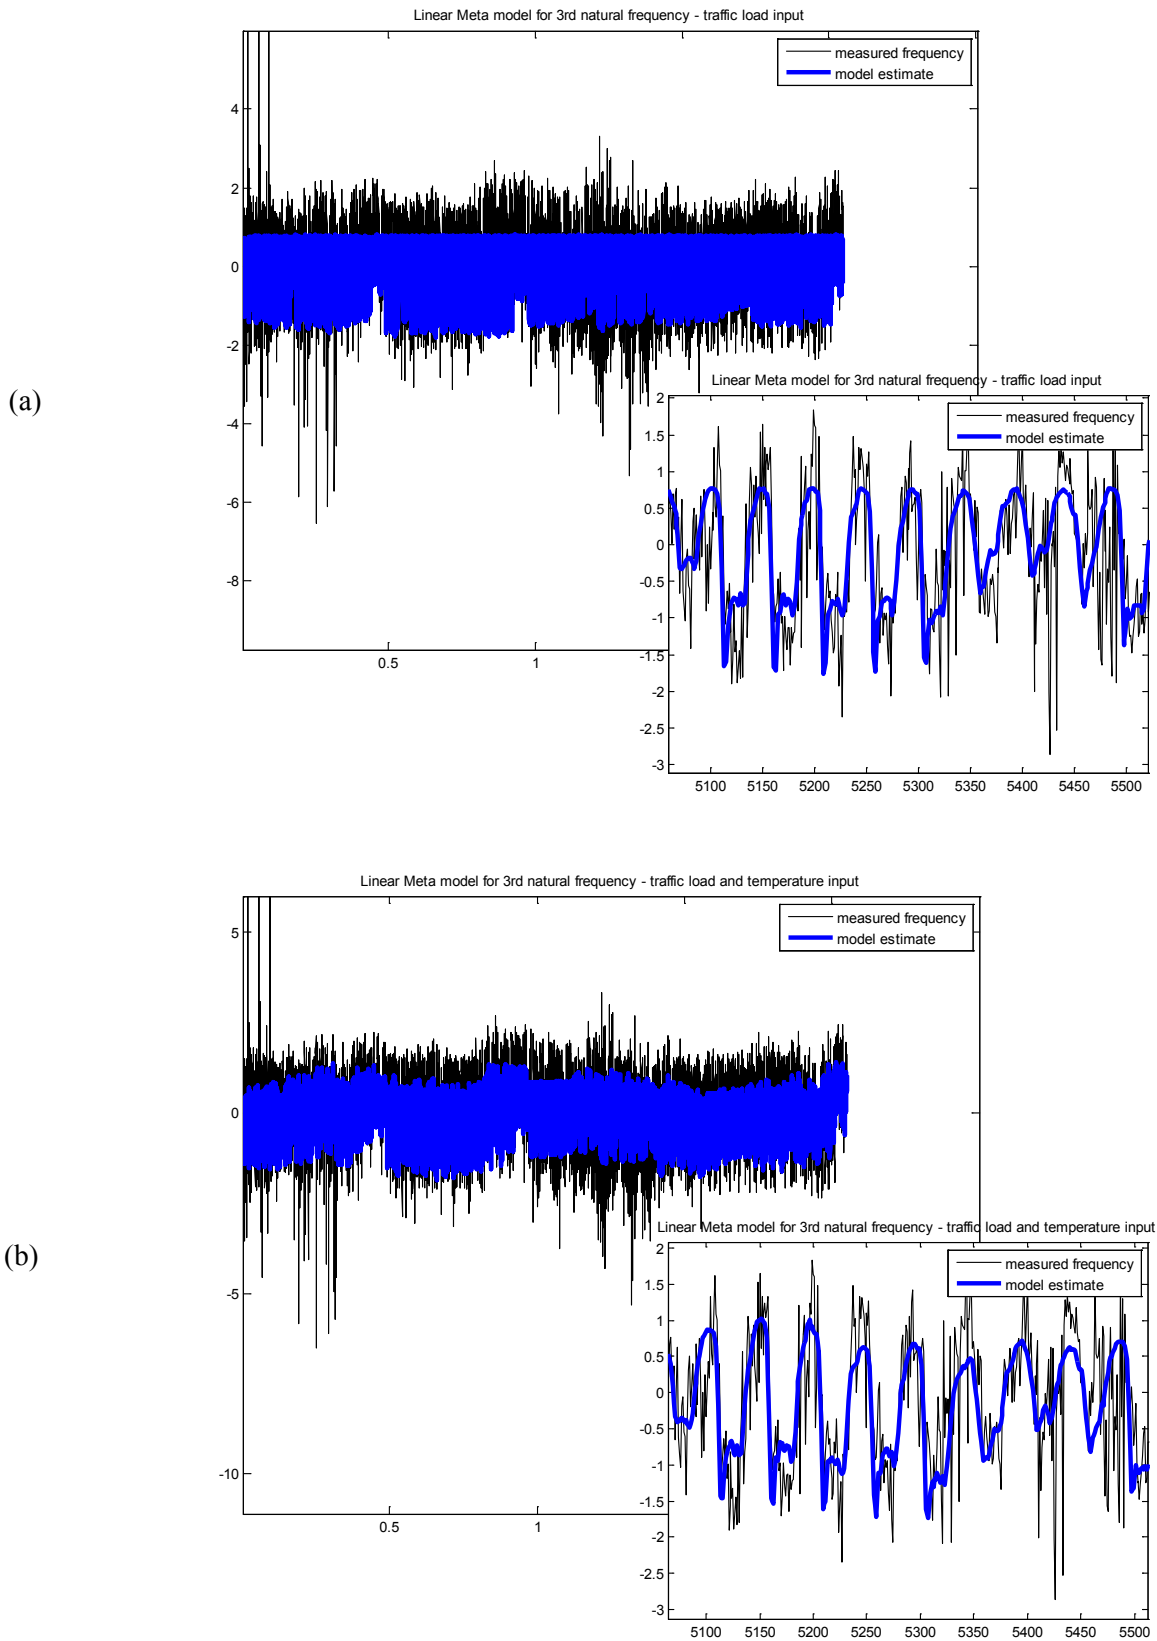 Linear Meta model for 3rd natural frequency - traffic load input
measured frequency
model estimate
4
2
0
-2
-4
-6
-8
0.5
1
(a)
Linear Meta model for 3rd natural frequency - traffic load input
measured frequency
model estimate
2
1.5
1
0.5
0
-0.5
-1
-1.5
-2
-2.5
-3
5100 5150 5200 5250 5300 5350 5400 5450 5500
Linear Meta model for 3rd natural frequency - traffic load and temperature input
measured frequency
model estimate
5
0
-5
-10
0.5
1
(b)
Linear Meta model for 3rd natural frequency - traffic load and temperature input
measured frequency
model estimate
2
1.5
1
0.5
0
-0.5
-1
-1.5
-2
-2.5
-3
5100 5150 5200 5250 5300 5350 5400 5450 5500